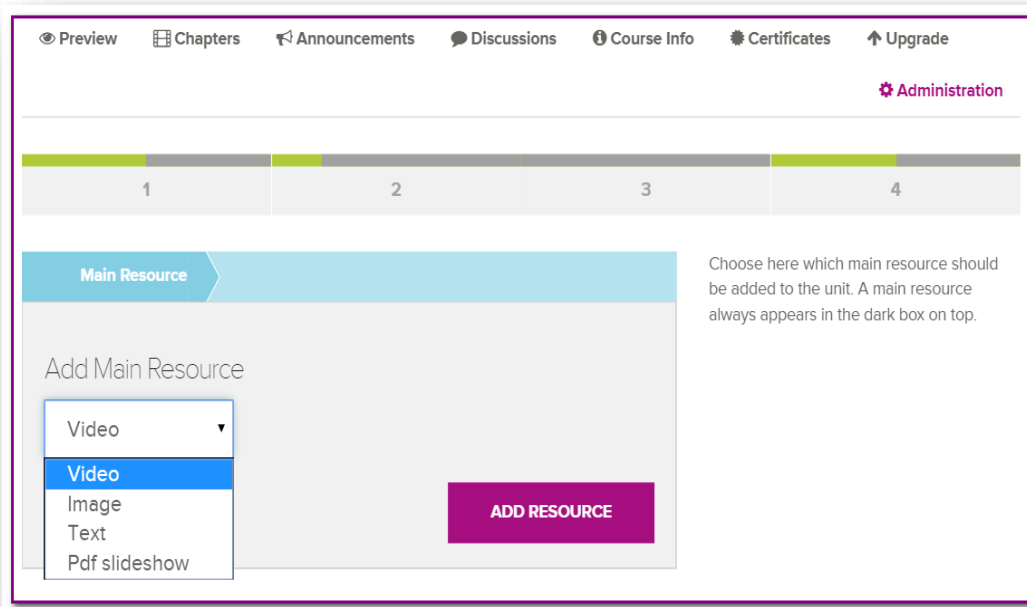 Preview Chapters Announcements Discussions Course Info Certificates Upgrade
Administration
1 2 3 4
Main Resource
Choose here which main resource should
be added to the unit. A main resource
always appears in the dark box on top.
Add Main Resource
Video
Video
Image
Text
Pdf slideshow
ADD RESOURCE